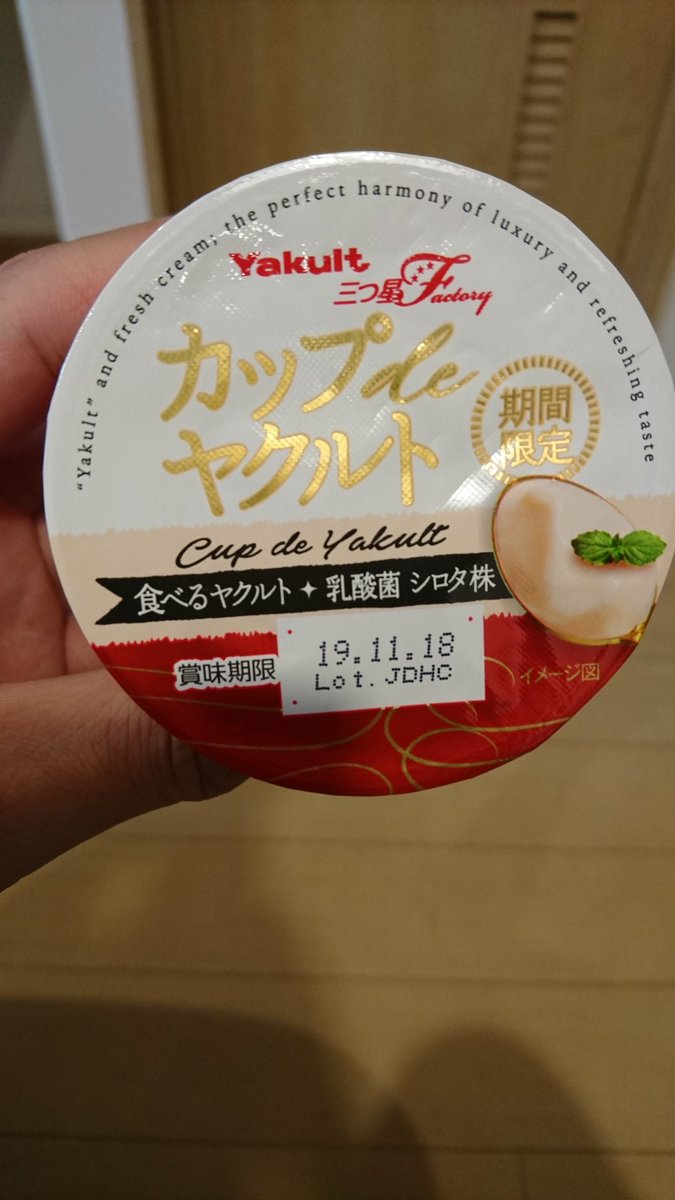 "Yakult" and fresh cream; the perfect harmony of luxury and refreshing taste
Yakult
三つ星Factory
カップde
ヤクルト
期間
限定
Cup de Yakult
食べるヤクルト✦乳酸菌 シロタ株
賞味期限
19.11.18
Lot.JDHC
イメージ図